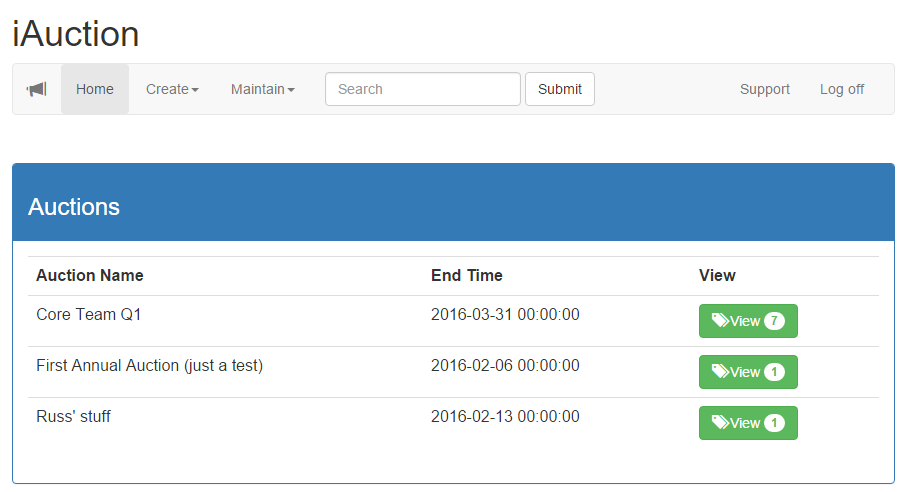 iAuction
Home Create Maintain Search Submit Support Log off
Auctions
Auction Name End Time View
Core Team Q1 2016-03-31 00:00:00 View 7
First Annual Auction (just a test) 2016-02-06 00:00:00 View 1
Russ' stuff 2016-02-13 00:00:00 View 1